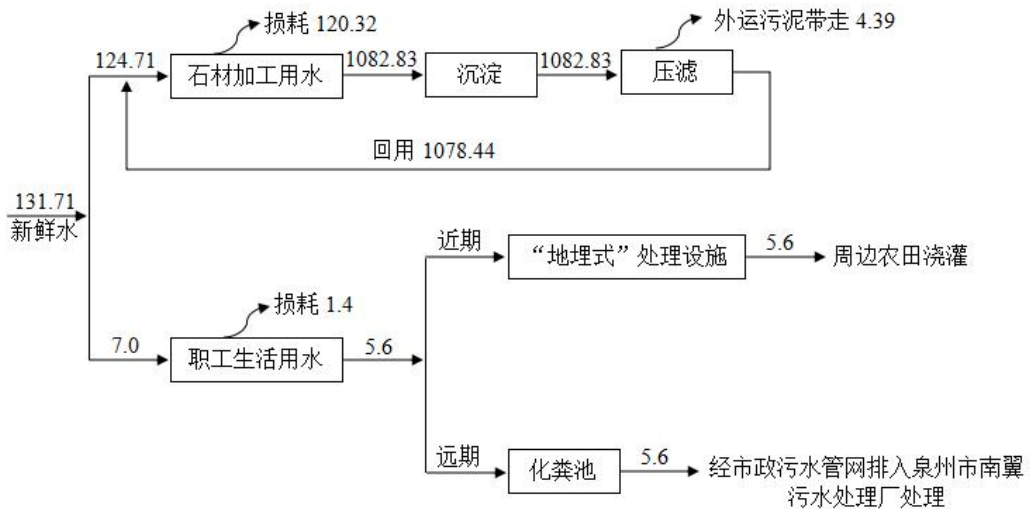 损耗 120.32
外运污泥带走 4.39
124.71
石材加工用水
1082.83
沉淀
1082.83
压滤
回用 1078.44
131.71
新鲜水
近期
“地埋式”处理设施
5.6
周边农田浇灌
损耗 1.4
7.0
职工生活用水
5.6
远期
化粪池
5.6
经市政污水管网排入泉州市南翼
污水处理厂处理